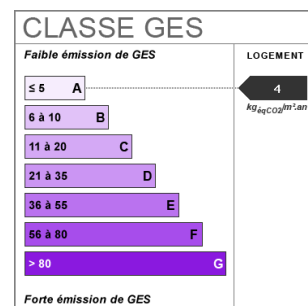 CLASSE GES
Faible émission de GES
LOGEMENT
≤ 5 A
4
kgéqCO2/m².an
6 à 10 B
11 à 20 C
21 à 35 D
36 à 55 E
56 à 80 F
> 80 G
Forte émission de GES